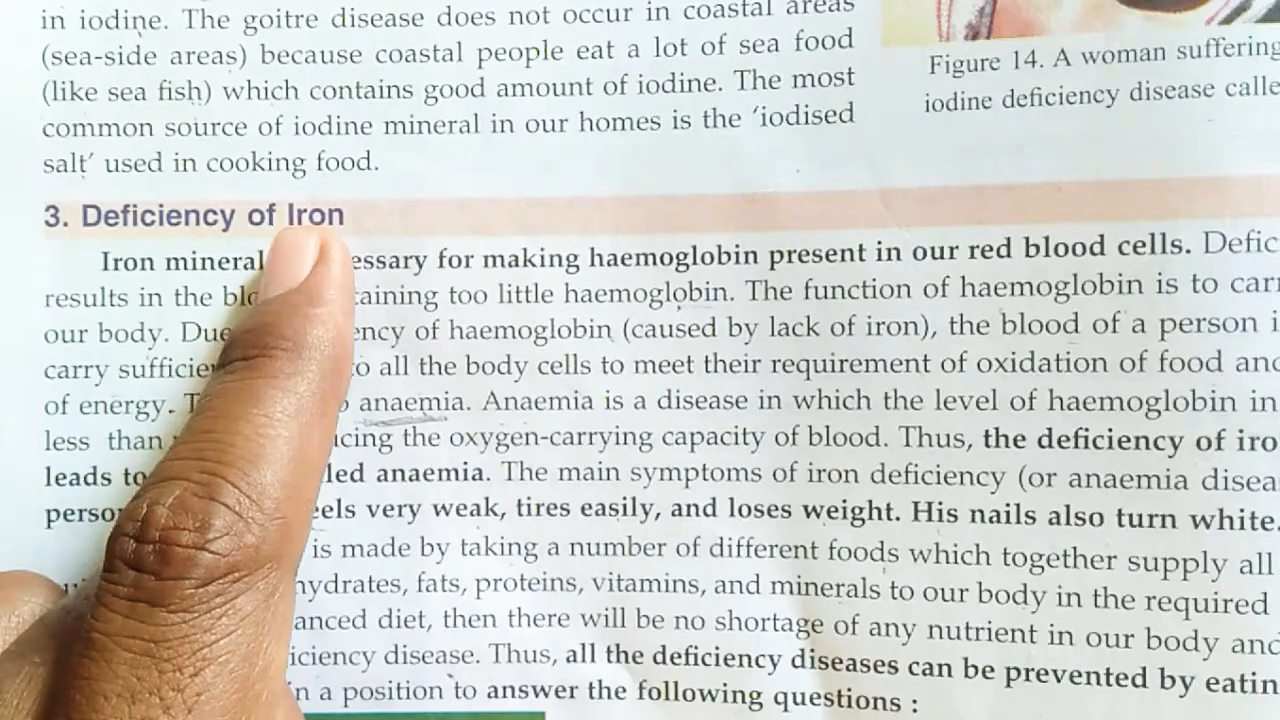 in iodine. The goitre disease does not occur in coastal areas
(sea-side areas) because coastal people eat a lot of sea food
(like sea fish) which contains good amount of iodine. The most
common source of iodine mineral in our homes is the ‘iodised
salt’ used in cooking food.
Figure 14. A woman suffering
iodine deficiency disease calle
3. Deficiency of Iron
Iron mineral essary for making haemoglobin present in our red blood cells. Defic
results in the blo taining too little haemoglobin. The function of haemoglobin is to carr
our body. Due ency of haemoglobin (caused by lack of iron), the blood of a person i
carry sufficie to all the body cells to meet their requirement of oxidation of food and
of energy. T anaemia. Anaemia is a disease in which the level of haemoglobin in
less than icing the oxygen-carrying capacity of blood. Thus, the deficiency of iro
leads to led anaemia. The main symptoms of iron deficiency (or anaemia disea
perso eels very weak, tires easily, and loses weight. His nails also turn white.
is made by taking a number of different foods which together supply all
hydrates, fats, proteins, vitamins, and minerals to our body in the required
anced diet, then there will be no shortage of any nutrient in our body and
iciency disease. Thus, all the deficiency diseases can be prevented by eatin
in a position to answer the following questions :